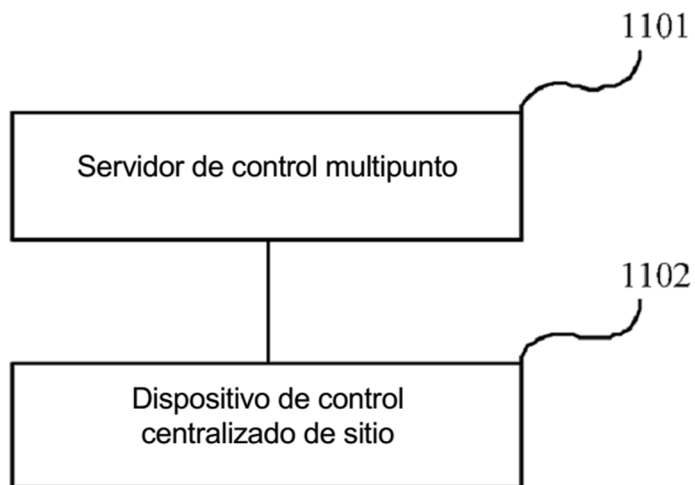 1101
Servidor de control multipunto
1102
Dispositivo de control
centralizado de sitio